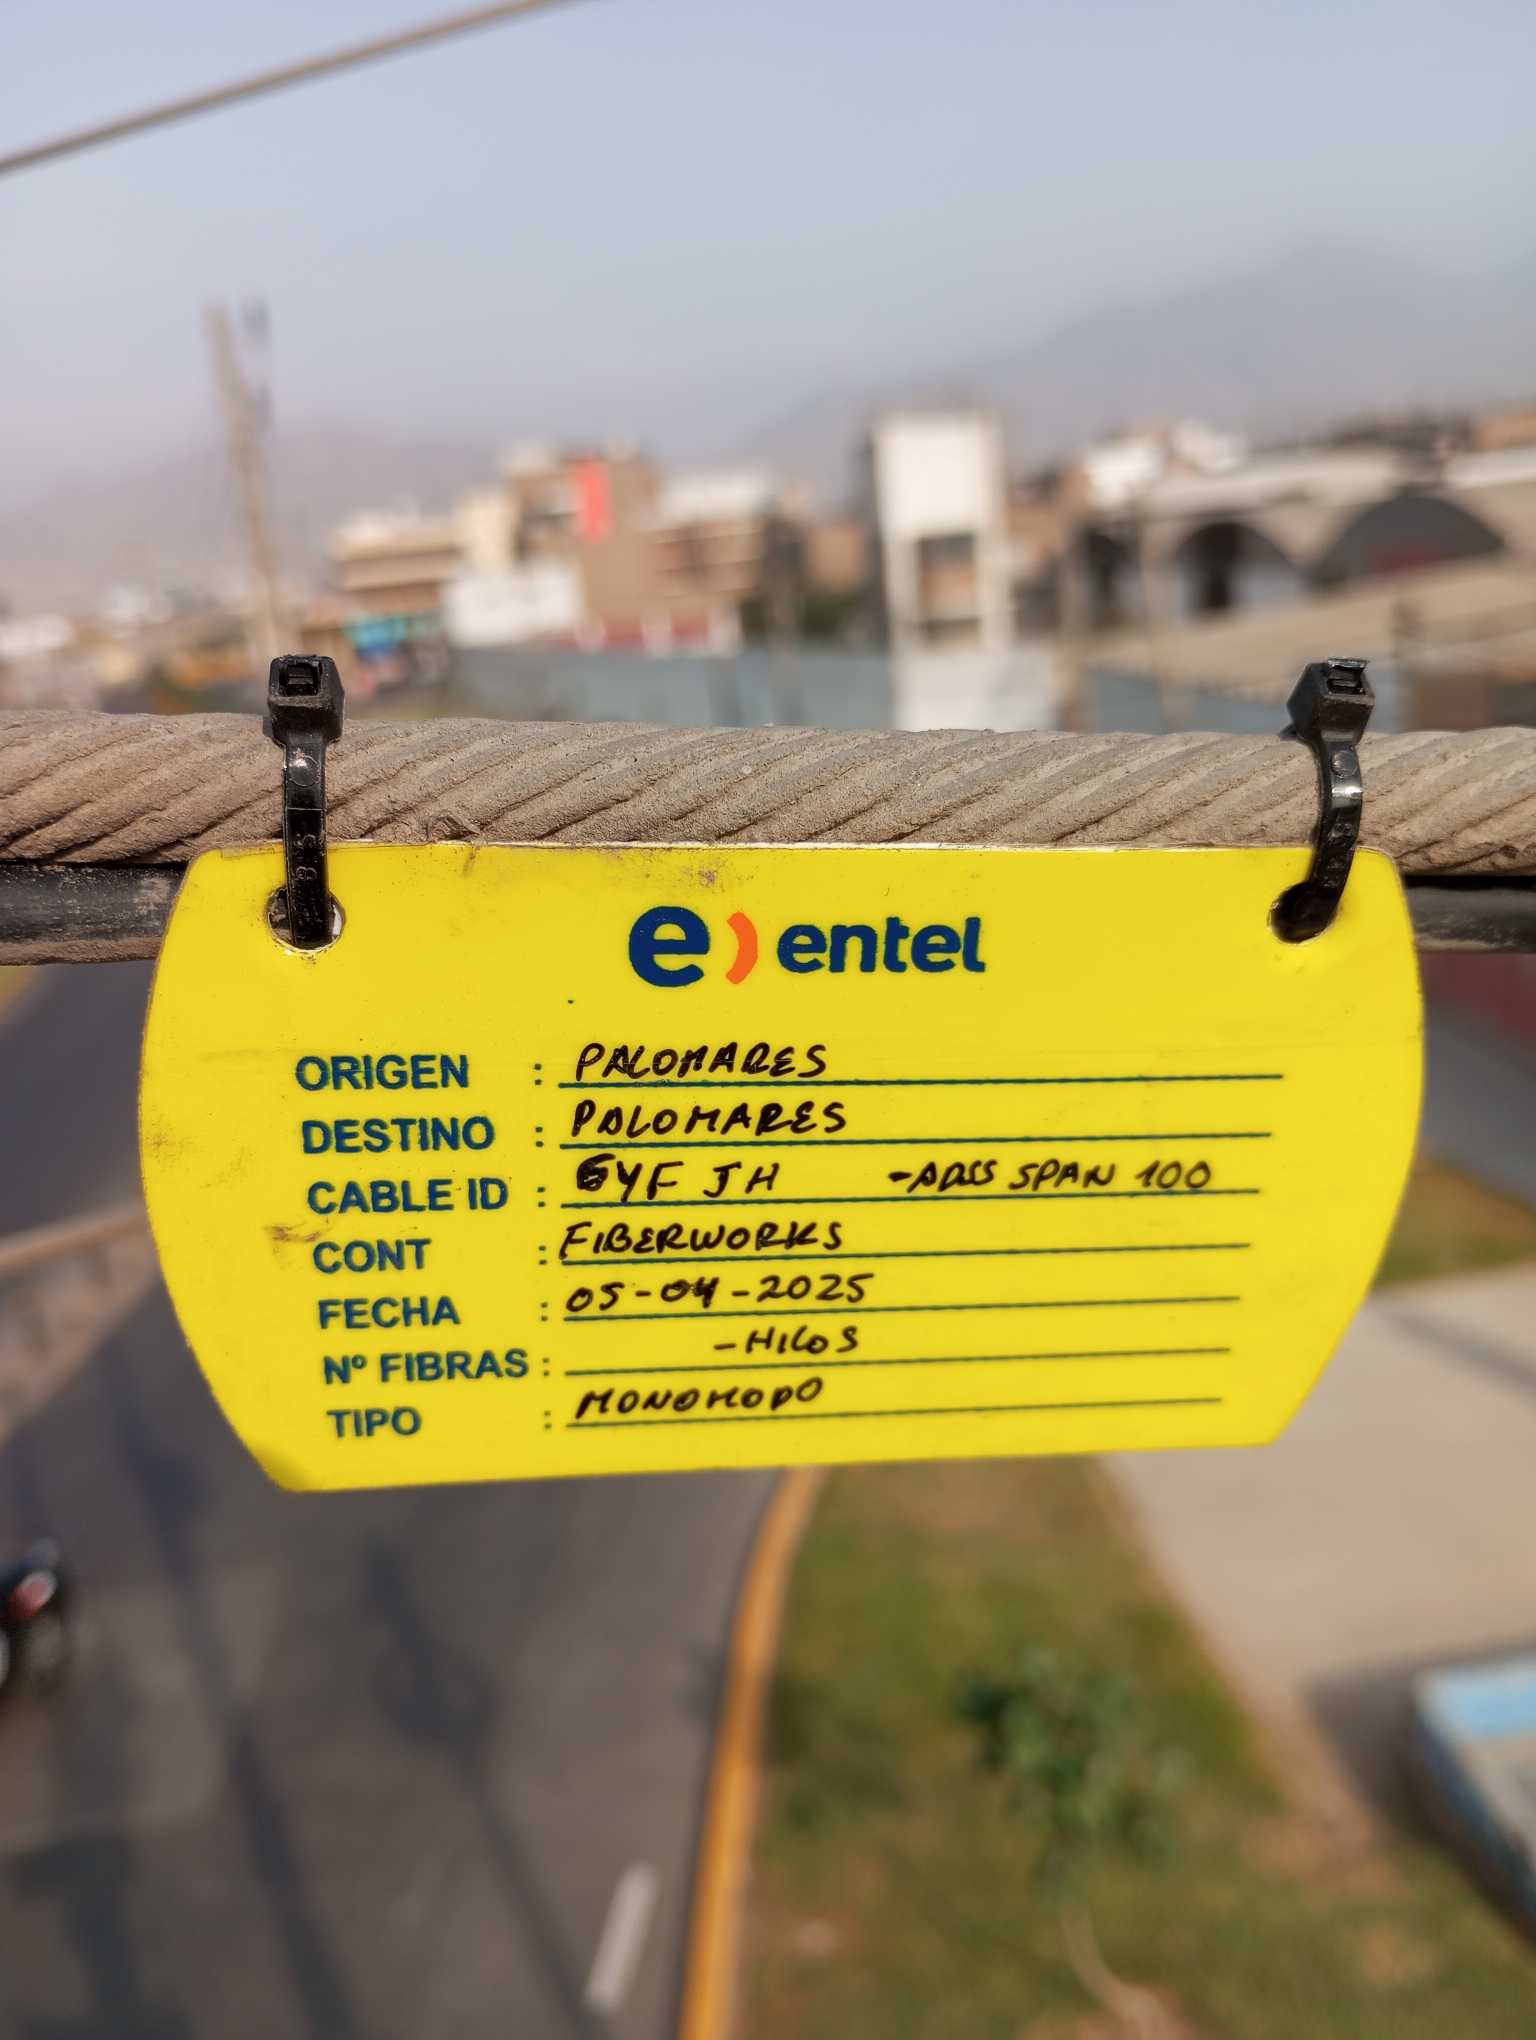 e) entel
ORIGEN : PALOMARES
DESTINO : PALOMARES
CABLE ID : GYF JH -ADSS SPAN 100
CONT : FIBERWORKS
FECHA : 05-04-2025
Nº FIBRAS : -HILOS
TIPO : MONOMODO